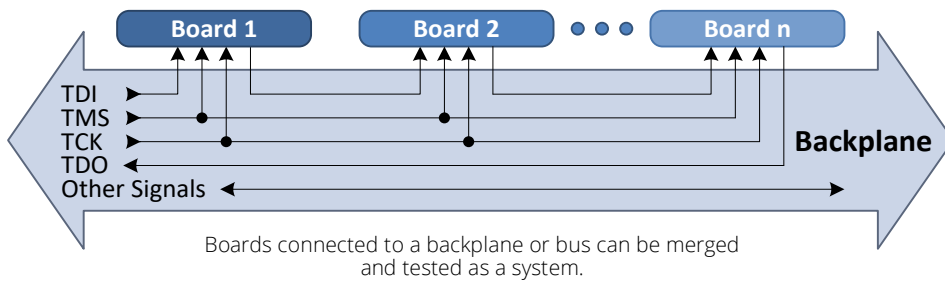 Board 1
Board 2
Board n
TDI
TMS
TCK
TDO
Other Signals
Backplane
Boards connected to a backplane or bus can be merged
and tested as a system.